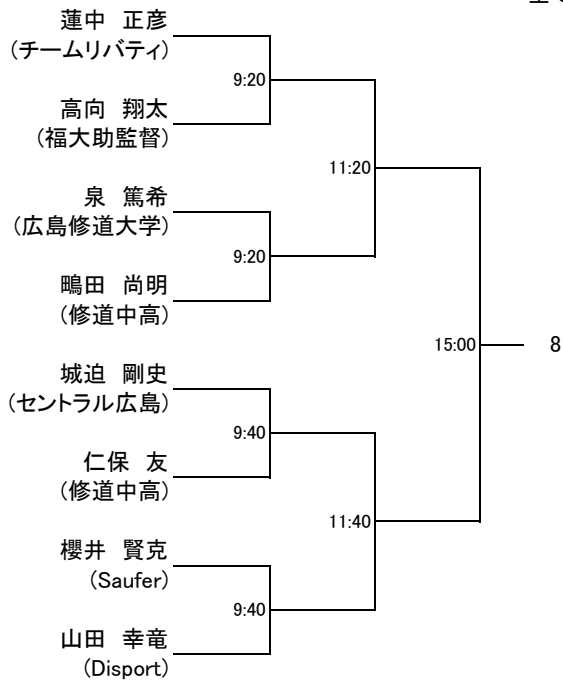 蓮中 正彦
(チームリバティ)
9:20
高向 翔太
(福大助監督)
11:20
泉 篤希
(広島修道大学)
9:20
鴫田 尚明
(修道中高)
15:00
8
城迫 剛史
(セントラル広島)
9:40
仁保 友
(修道中高)
11:40
櫻井 賢克
(Saufer)
9:40
山田 幸竜
(Disport)